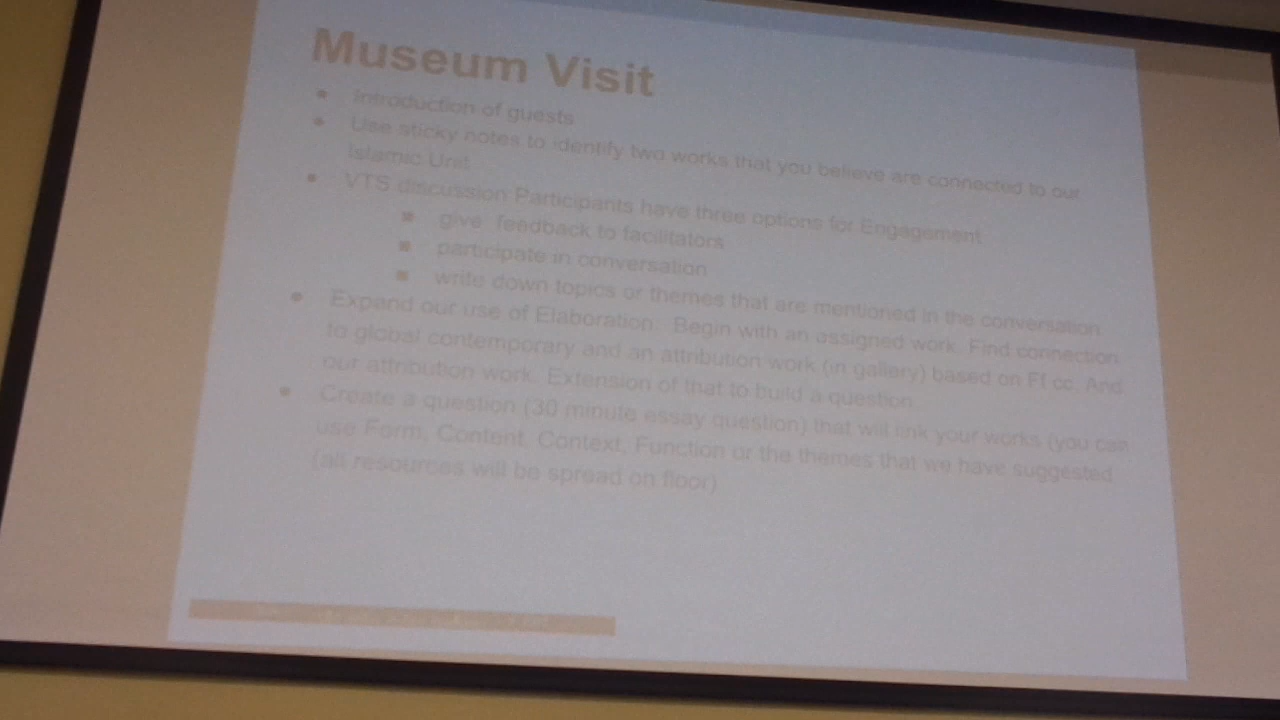 Museum Visit
Introduction of guests
Use sticky notes to identify two works that you believe are connected to our
Islamic Unit
VTS discussion Participants have three options for Engagement
give feedback to facilitators
participate in conversation
write down topics or themes that are mentioned in the conversation
Expand our use of Elaboration. Begin with an assigned work. Find connection
to global contemporary and an attribution work (in gallery) based on Ff cc. And
our attribution work. Extension of that to build a question
Create a question (30 minute essay question) that will link your works (you can
use Form, Content, Context, Function or the themes that we have suggested
(all resources will be spread on floor)